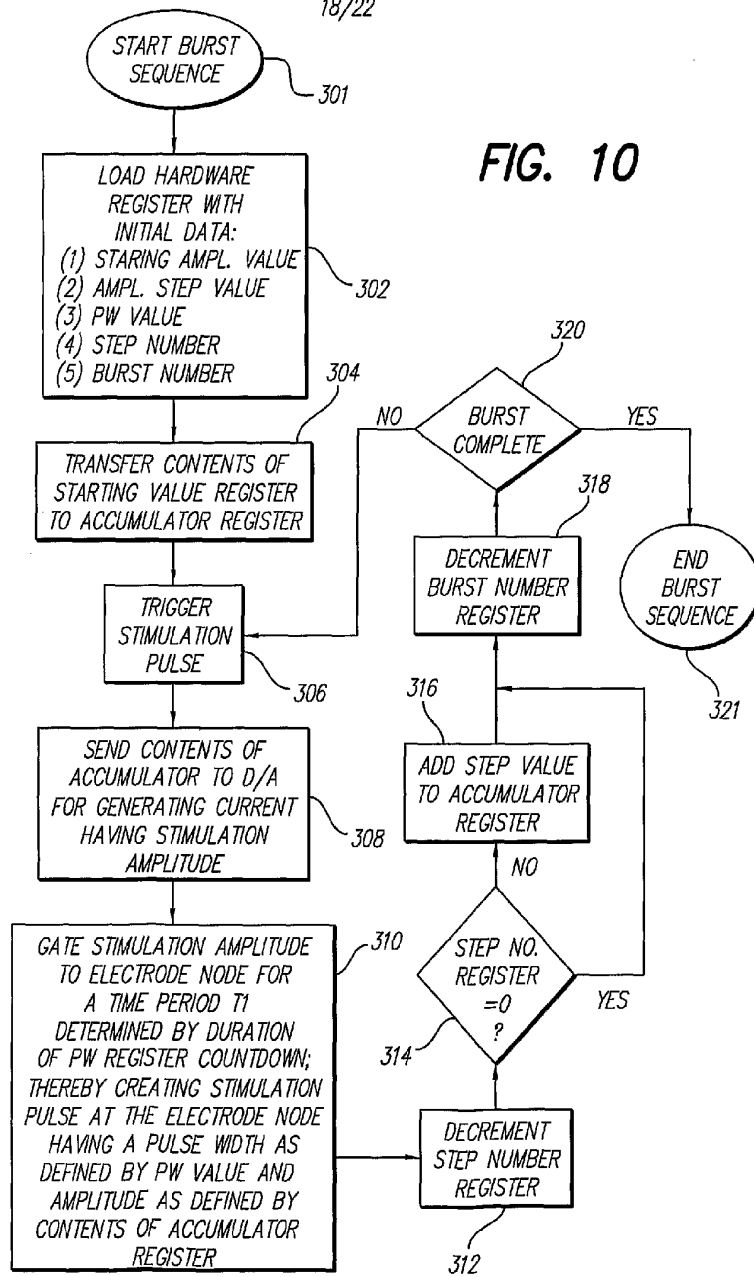 18/22
START BURST
SEQUENCE
301
FIG. 10
LOAD HARDWARE
REGISTER WITH
INITIAL DATA:
(1) STARING AMPL. VALUE
(2) AMPL. STEP VALUE
(3) PW VALUE
(4) STEP NUMBER
(5) BURST NUMBER
302
304
TRANSFER CONTENTS OF
STARTING VALUE REGISTER
TO ACCUMULATOR REGISTER
TRIGGER
STIMULATION
PULSE
306
SEND CONTENTS OF
ACCUMULATOR TO D/A
FOR GENERATING CURRENT
HAVING STIMULATION
AMPLITUDE
308
GATE STIMULATION AMPLITUDE
TO ELECTRODE NODE FOR
A TIME PERIOD T1
DETERMINED BY DURATION
OF PW REGISTER COUNTDOWN;
THEREBY CREATING STIMULATION
PULSE AT THE ELECTRODE NODE
HAVING A PULSE WIDTH AS
DEFINED BY PW VALUE AND
AMPLITUDE AS DEFINED BY
CONTENTS OF ACCUMULATOR
REGISTER
310
DECREMENT
STEP NUMBER
REGISTER
312
STEP NO.
REGISTER
=0
?
314
YES
NO
316
ADD STEP VALUE
TO ACCUMULATOR
REGISTER
318
DECREMENT
BURST NUMBER
REGISTER
320
BURST
COMPLETE
NO
YES
END
BURST
SEQUENCE
321